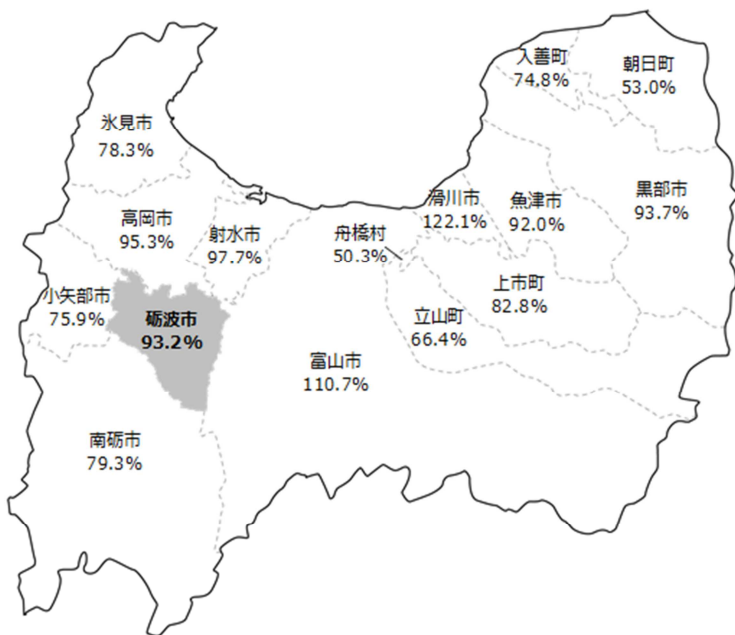 入善町
74.8%
朝日町
53.0%
氷見市
78.3%
黒部市
93.7%
滑川市
122.1%
魚津市
92.0%
高岡市
95.3%
射水市
97.7%
舟橋村
50.3%
上市町
82.8%
小矢部市
75.9%
砺波市
93.2%
立山町
66.4%
富山市
110.7%
南砺市
79.3%